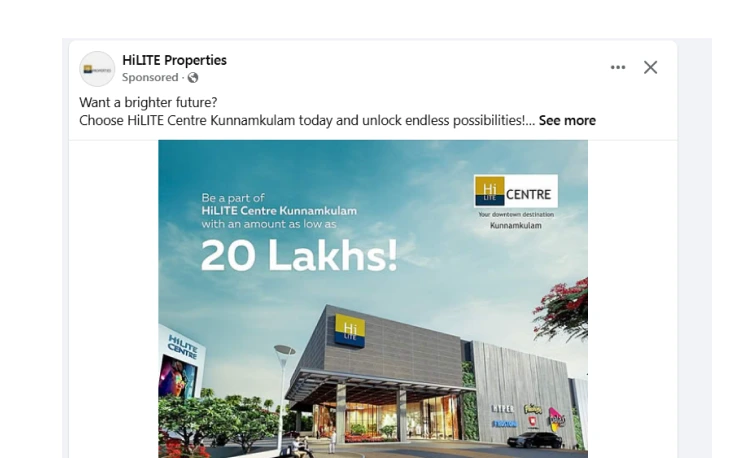 HiLITE Properties
Sponsored ·
Want a brighter future?
Choose HiLITE Centre Kunnamkulam today and unlock endless possibilities!... See more
Be a part of
HiLITE Centre Kunnamkulam
with an amount as low as
20 Lakhs!
Hi
LITE
CENTRE
Your downtown destination
Kunnamkulam
Hi
LITE
HILITE
CENTRE
HYPER